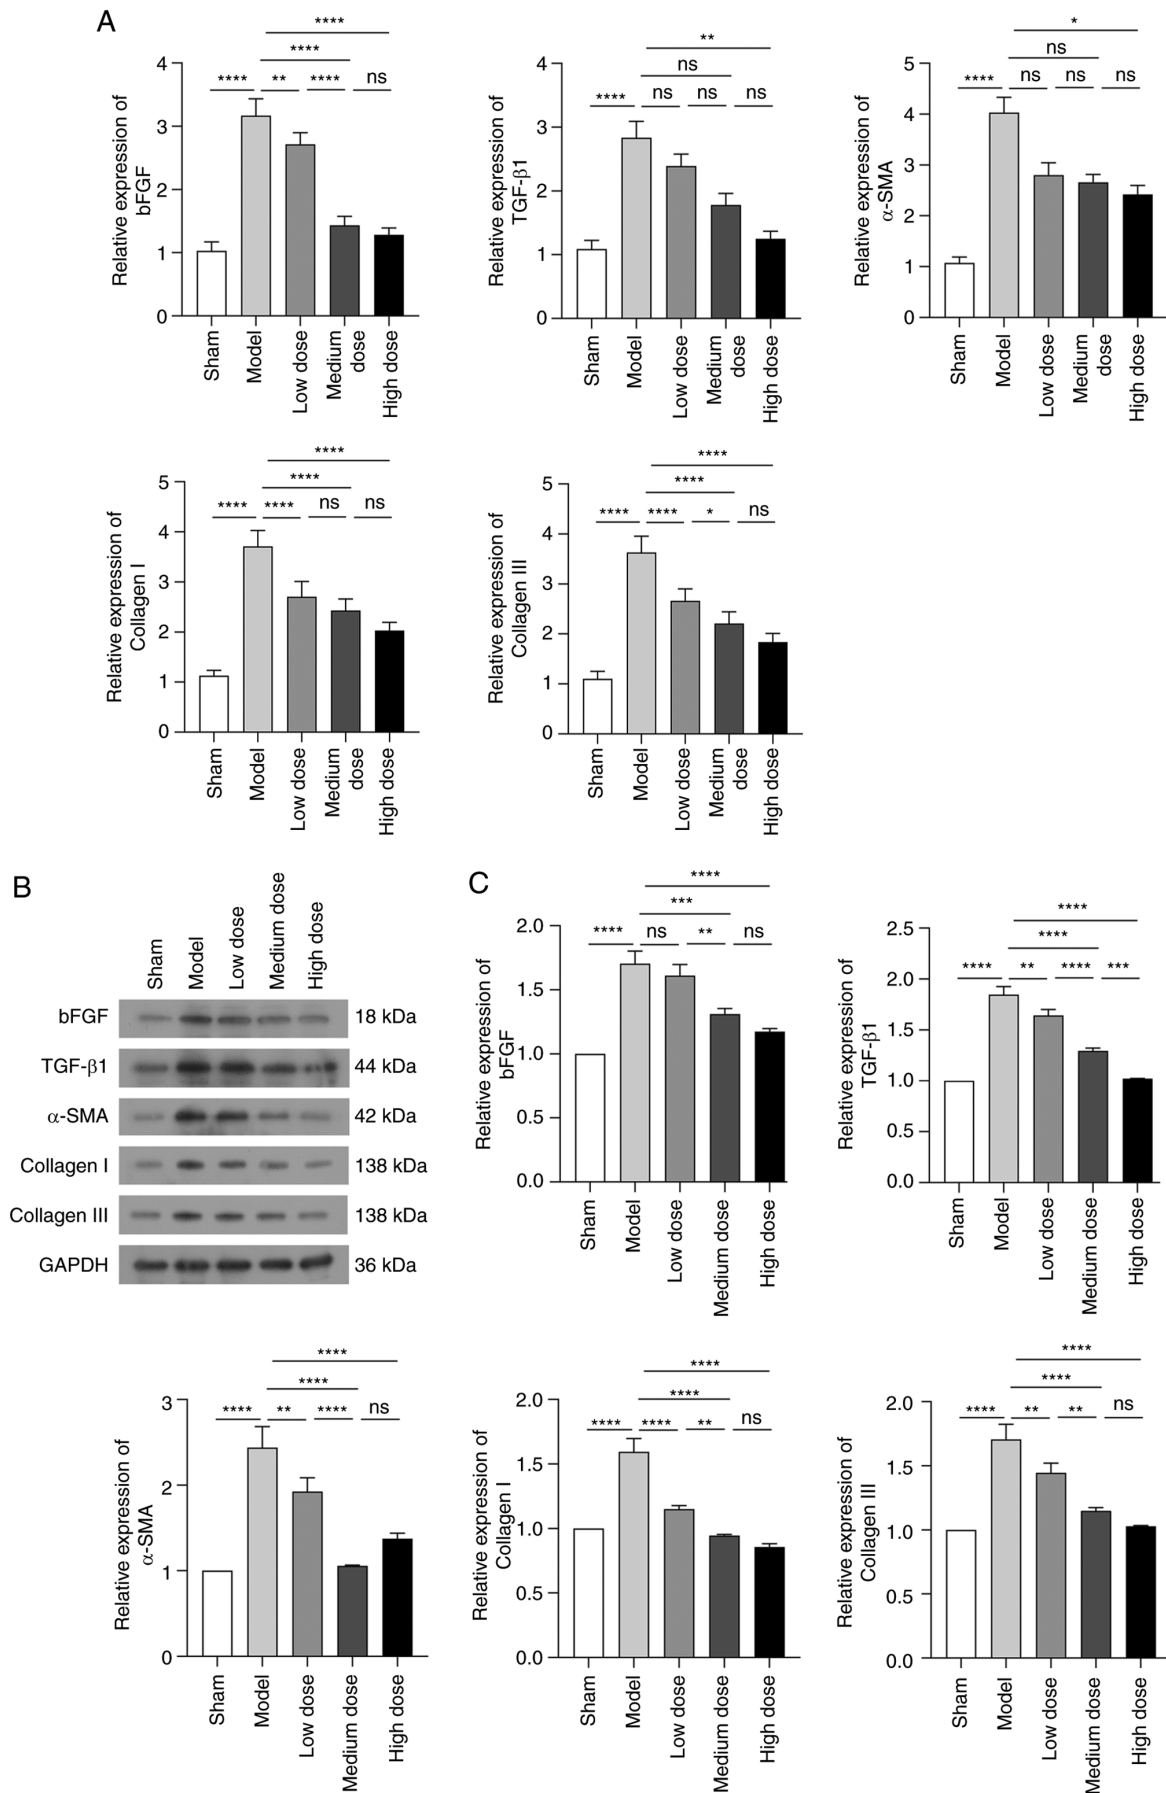 A
Relative expression of
bFGF
4
3
2
1
0
****
****
****
**
****
ns
Sham
Model
Low dose
Medium
dose
High dose
Relative expression of
TGF-β1
4
3
2
1
0
**
ns
****
ns
ns
ns
Sham
Model
Low dose
Medium
dose
High dose
Relative expression of
α-SMA
5
4
3
2
1
0
*
ns
****
ns
ns
ns
Sham
Model
Low dose
Medium
dose
High dose
Relative expression of
Collagen I
5
4
3
2
1
0
****
****
****
****
ns
ns
Sham
Model
Low dose
Medium
dose
High dose
Relative expression of
Collagen III
5
4
3
2
1
0
****
****
****
****
*
ns
Sham
Model
Low dose
Medium
dose
High dose
B
Sham
Model
Low dose
Medium dose
High dose
bFGF 18 kDa
TGF-β1 44 kDa
α-SMA 42 kDa
Collagen I 138 kDa
Collagen III 138 kDa
GAPDH 36 kDa
C
Relative expression of
bFGF
2.0
1.5
1.0
0.5
0.0
****
***
****
ns
**
ns
Sham
Model
Low dose
Medium dose
High dose
Relative expression of
TGF-β1
2.5
2.0
1.5
1.0
0.5
0.0
****
****
****
**
****
***
Sham
Model
Low dose
Medium dose
High dose
Relative expression of
α-SMA
3
2
1
0
****
****
****
**
****
ns
Sham
Model
Low dose
Medium dose
High dose
Relative expression of
Collagen I
2.0
1.5
1.0
0.5
0.0
****
****
****
****
**
ns
Sham
Model
Low dose
Medium dose
High dose
Relative expression of
Collagen III
2.0
1.5
1.0
0.5
0.0
****
****
****
**
**
ns
Sham
Model
Low dose
Medium dose
High dose